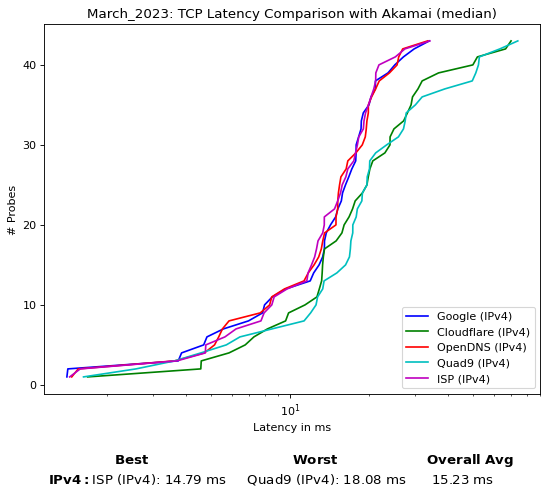 March_2023: TCP Latency Comparison with Akamai (median)
# Probes
40
30
20
10
0
Google (IPv4)
Cloudflare (IPv4)
OpenDNS (IPv4)
Quad9 (IPv4)
ISP (IPv4)
10^1
Latency in ms
Best Worst Overall Avg
IPv4: ISP (IPv4): 14.79 ms Quad9 (IPv4): 18.08 ms 15.23 ms